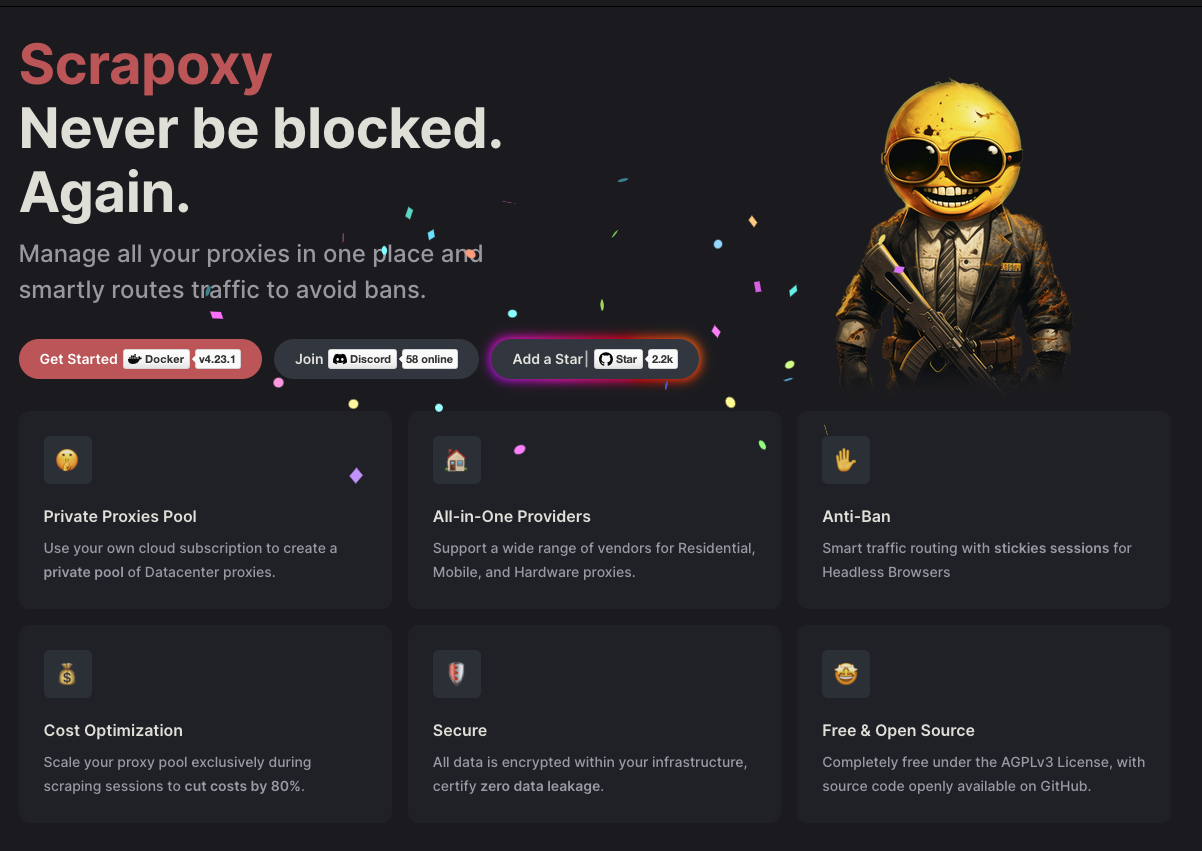 Scrapoxy
Never be blocked.
Again.
Manage all your proxies in one place and
smartly routes traffic to avoid bans.
Get Started Docker v4.23.1
Join Discord 58 online
Add a Star| Star 2.2k
Private Proxies Pool
Use your own cloud subscription to create a
private pool of Datacenter proxies.
All-in-One Providers
Support a wide range of vendors for Residential,
Mobile, and Hardware proxies.
Anti-Ban
Smart traffic routing with stickies sessions for
Headless Browsers
Cost Optimization
Scale your proxy pool exclusively during
scraping sessions to cut costs by 80%.
Secure
All data is encrypted within your infrastructure,
certify zero data leakage.
Free & Open Source
Completely free under the AGPLv3 License, with
source code openly available on GitHub.